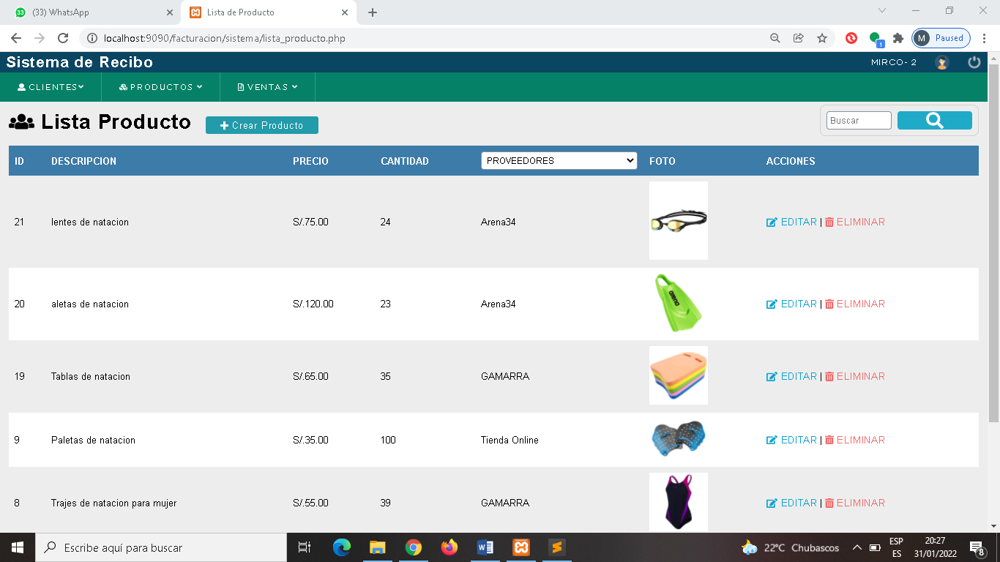 33 (33) WhatsApp
Lista de Producto
localhost:9090/facturacion/sistema/lista_producto.php
1
M Paused
Sistema de Recibo
MIRCO- 2
CLIENTES
PRODUCTOS
VENTAS
Lista Producto
Crear Producto
Buscar
ID DESCRIPCION PRECIO CANTIDAD PROVEEDORES FOTO ACCIONES
21 lentes de natacion S/.75.00 24 Arena34 EDITAR | ELIMINAR
20 aletas de natacion S/.120.00 23 Arena34 EDITAR | ELIMINAR
arena
19 Tablas de natacion S/.65.00 35 GAMARRA EDITAR | ELIMINAR
9 Paletas de natacion S/.35.00 100 Tienda Online EDITAR | ELIMINAR
8 Trajes de natacion para mujer S/.55.00 39 GAMARRA EDITAR | ELIMINAR
Escribe aquí para buscar
22°C Chubascos
ESP
ES
20:27
31/01/2022
8